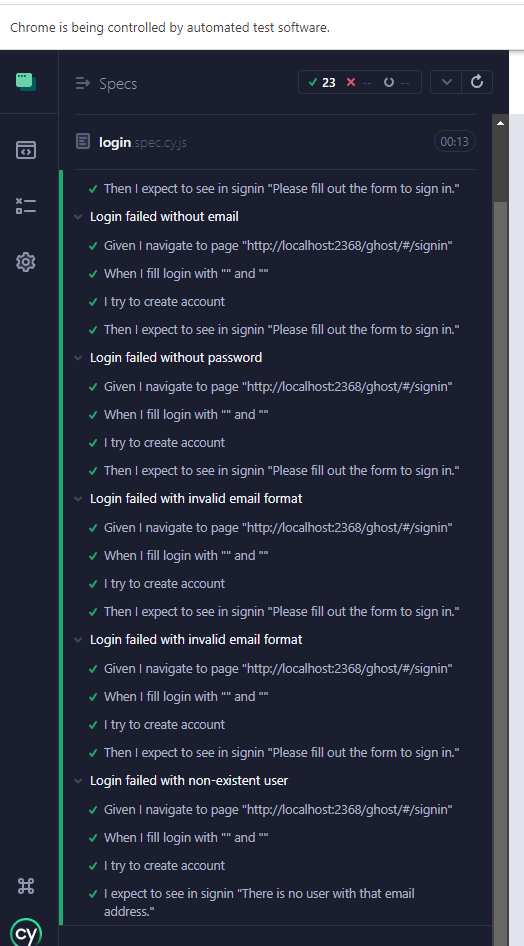 Chrome is being controlled by automated test software.
Specs
23 -- --
login.spec.cy.js
00:13
Then I expect to see in signin "Please fill out the form to sign in."
Login failed without email
Given I navigate to page "http://localhost:2368/ghost/#/signin"
When I fill login with "" and ""
I try to create account
Then I expect to see in signin "Please fill out the form to sign in."
Login failed without password
Given I navigate to page "http://localhost:2368/ghost/#/signin"
When I fill login with "" and ""
I try to create account
Then I expect to see in signin "Please fill out the form to sign in."
Login failed with invalid email format
Given I navigate to page "http://localhost:2368/ghost/#/signin"
When I fill login with "" and ""
I try to create account
Then I expect to see in signin "Please fill out the form to sign in."
Login failed with invalid email format
Given I navigate to page "http://localhost:2368/ghost/#/signin"
When I fill login with "" and ""
I try to create account
Then I expect to see in signin "Please fill out the form to sign in."
Login failed with non-existent user
Given I navigate to page "http://localhost:2368/ghost/#/signin"
When I fill login with "" and ""
I try to create account
I expect to see in signin "There is no user with that email
address."
cy